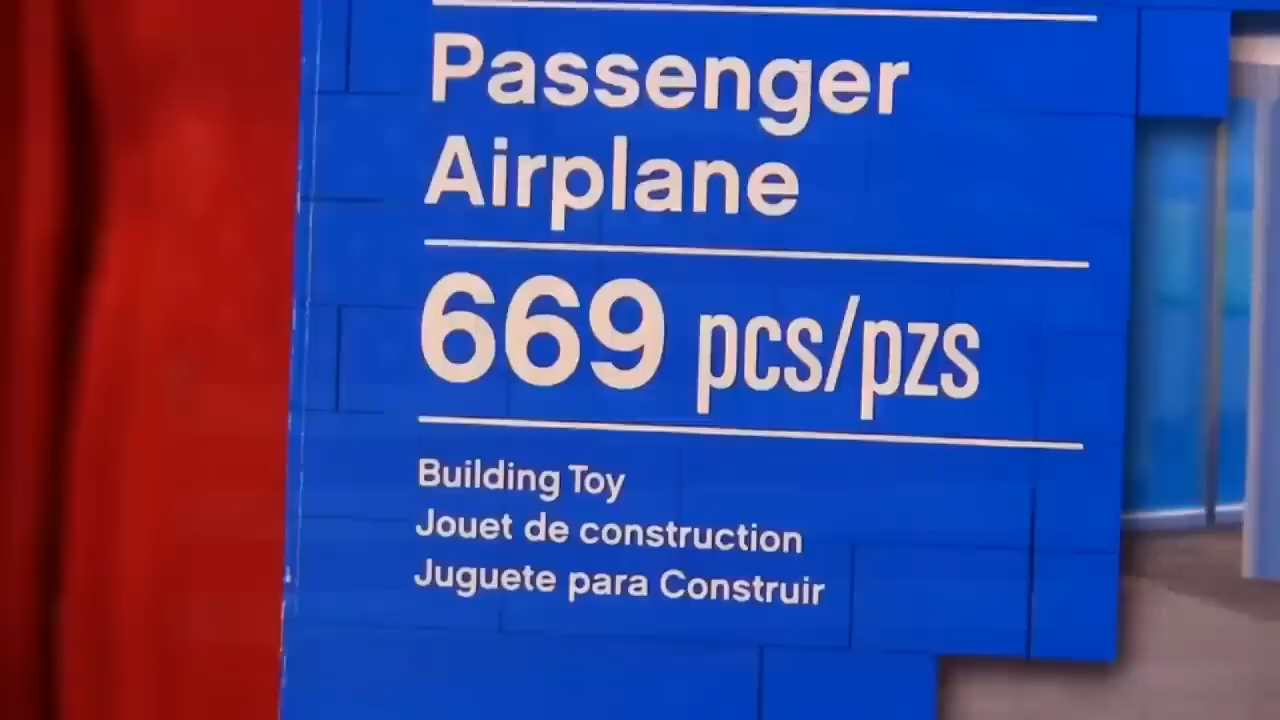 Passenger
Airplane
669 pcs/pzs
Building Toy
Jouet de construction
Juguete para Construir